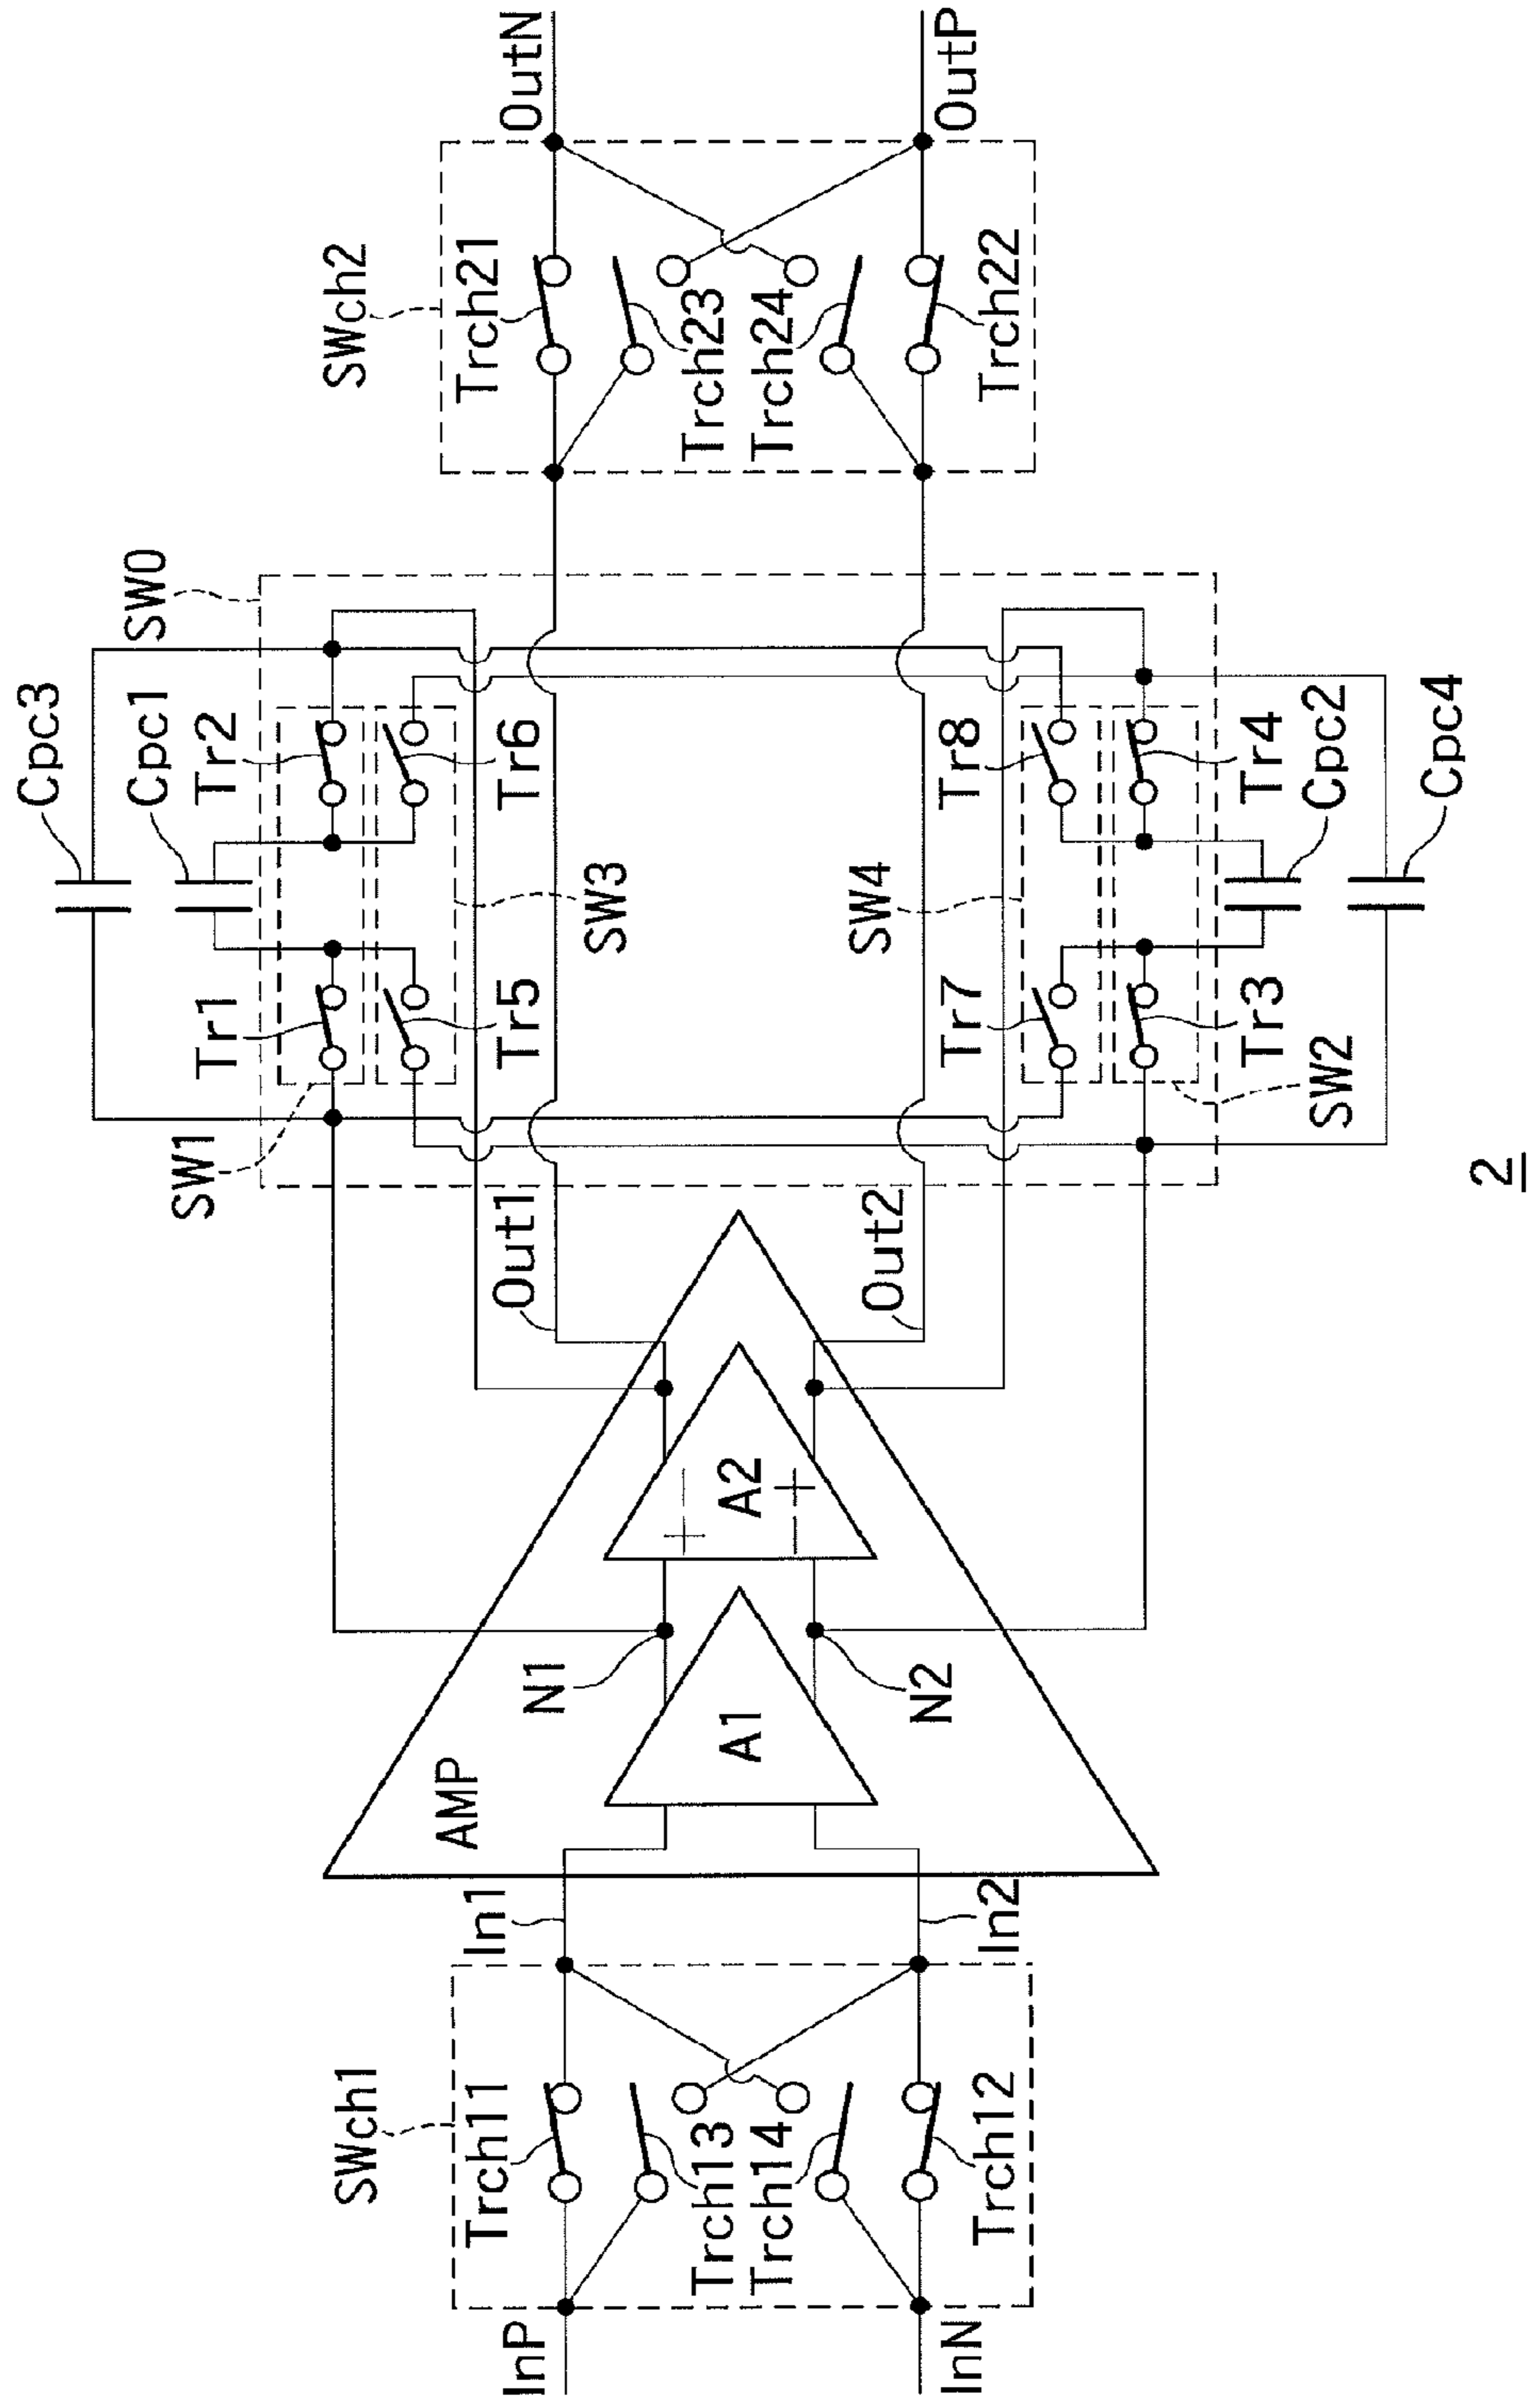 OutN
OutP
SWch2
Trch21
Trch23
Trch24
Trch22
SW0
Cpc3
Cpc1
Tr2
Tr6
Tr8
Tr4
Cpc2
Cpc4
SW3
SW4
Tr1
Tr5
Tr7
Tr3
SW1
SW2
Out1
Out2
2
+ −
A2
− +
N1
N2
A1
AMP
In1
In2
SWch1
Trch11
Trch13
Trch14
Trch12
InP
InN